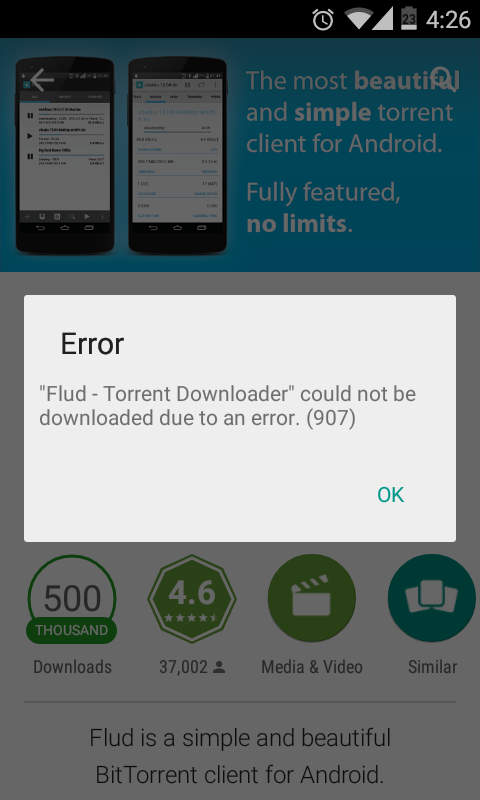 23 4:26
The most beautiful
and simple torrent
client for Android.
Fully featured,
no limits.
Error
"Flud - Torrent Downloader" could not be
downloaded due to an error. (907)
OK
500
THOUSAND
4.6
Downloads
37,002
Media & Video
Similar
Flud is a simple and beautiful
BitTorrent client for Android.